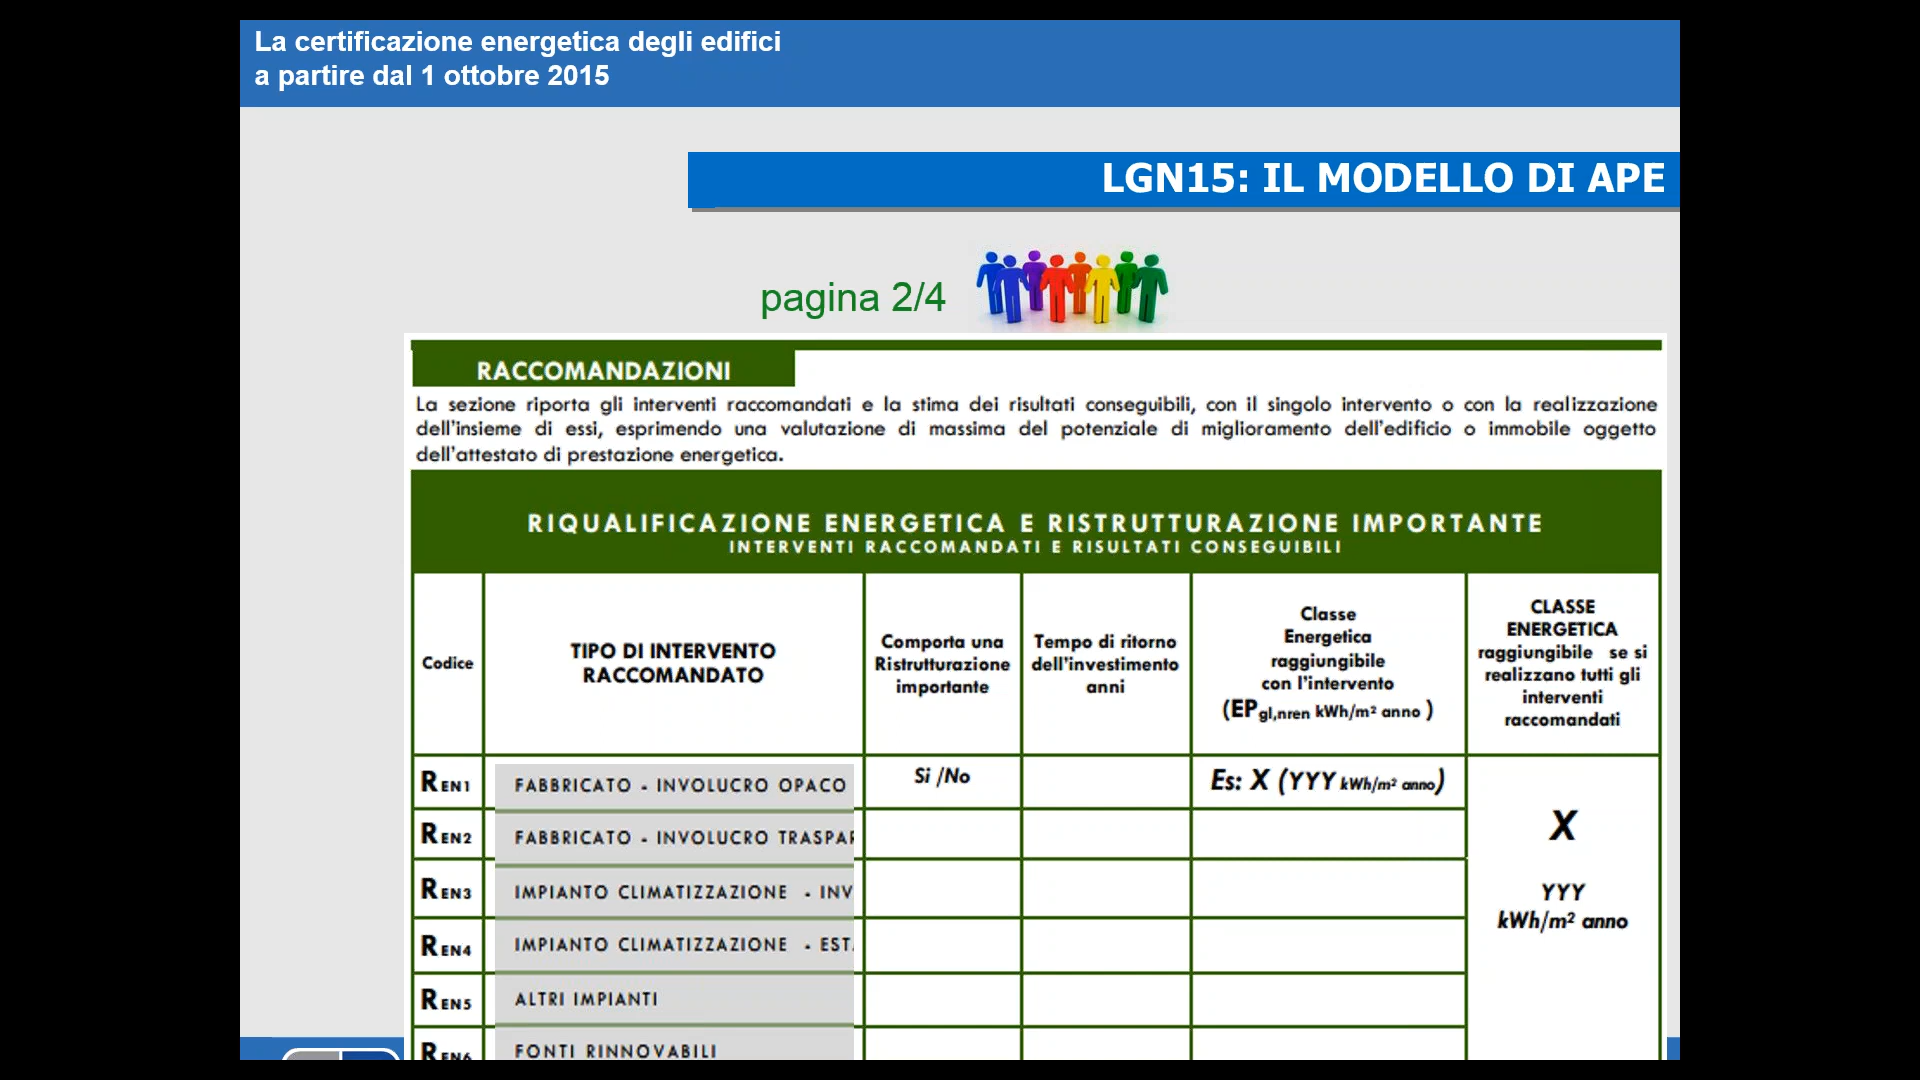 La certificazione energetica degli edifici
a partire dal 1 ottobre 2015
LGN15: IL MODELLO DI APE
pagina 2/4
RACCOMANDAZIONI
La sezione riporta gli interventi raccomandati e la stima dei risultati conseguibili, con il singolo intervento o con la realizzazione
dell'insieme di essi, esprimendo una valutazione di massima del potenziale di miglioramento dell'edificio o immobile oggetto
dell'attestato di prestazione energetica.
RIQUALIFICAZIONE ENERGETICA E RISTRUTTURAZIONE IMPORTANTE
INTERVENTI RACCOMANDATI E RISULTATI CONSEGUIBILI
Codice
TIPO DI INTERVENTO
RACCOMANDATO
Comporta una
Ristrutturazione
importante
Tempo di ritorno
dell'investimento
anni
Classe
Energetica
raggiungibile
con l'intervento
(EPgl,nren kWh/m² anno )
CLASSE
ENERGETICA
raggiungibile se si
realizzano tutti gli
interventi
raccomandati
REN1 FABBRICATO - INVOLUCRO OPACO Si /No Es: X (YYY kWh/m² anno)
REN2 FABBRICATO - INVOLUCRO TRASPAR
REN3 IMPIANTO CLIMATIZZAZIONE - INV
REN4 IMPIANTO CLIMATIZZAZIONE - EST
REN5 ALTRI IMPIANTI
REN6 FONTI RINNOVABILI
X
YYY
kWh/m² anno